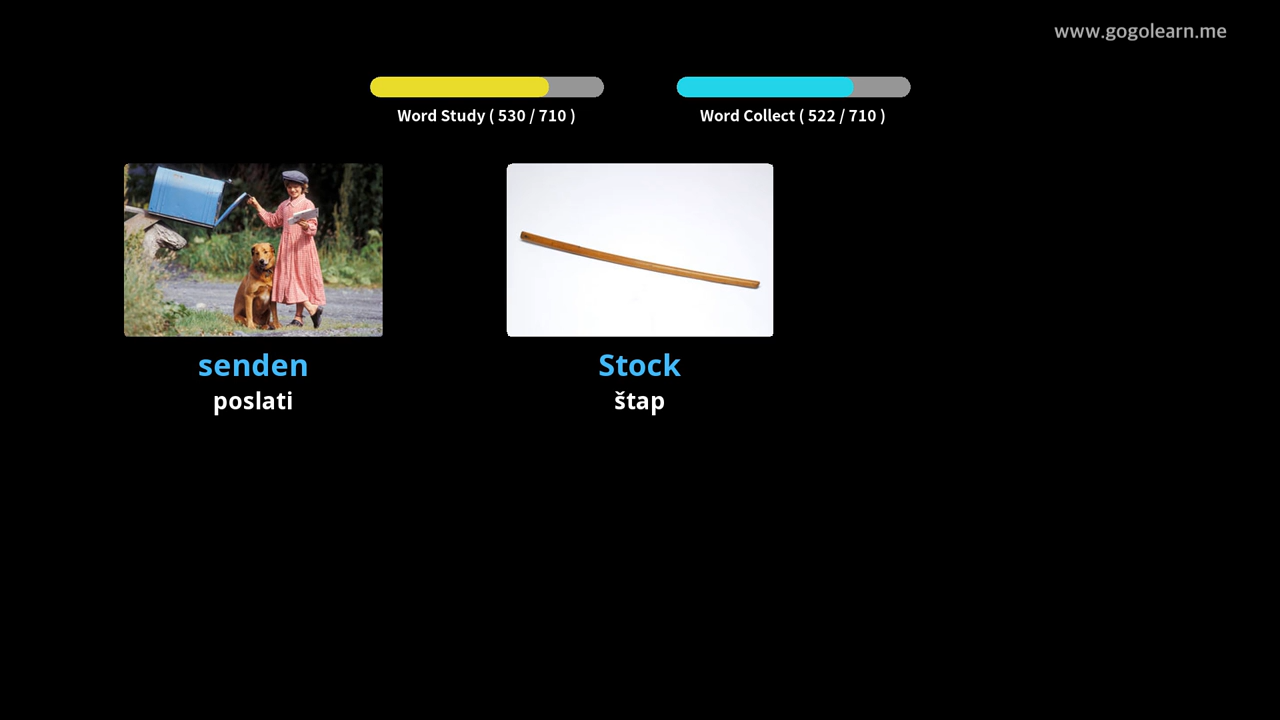 www.gogolearn.me
Word Study ( 530 / 710 )
Word Collect ( 522 / 710 )
senden
poslati
Stock
štap